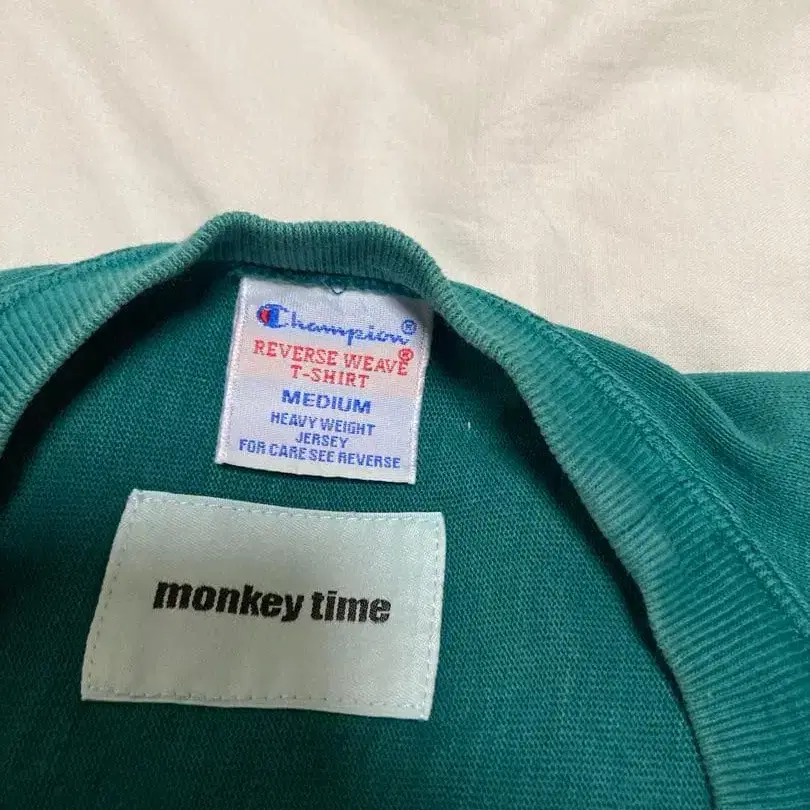 Champion®
REVERSE WEAVE®
T-SHIRT
MEDIUM
HEAVY WEIGHT
JERSEY
FOR CARE SEE REVERSE
monkey time